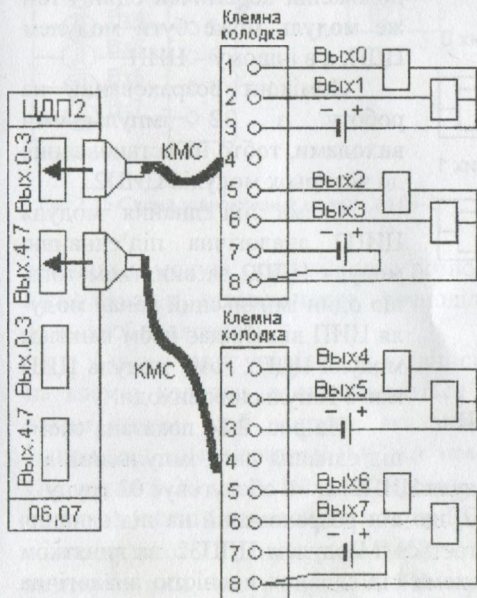 Клемна
колодка
1
2
3
4
5
6
7
8
Вых0
Вых1
− +
Вых2
Вых3
− +
ЦДП2
Вых.0-3
Вых.4-7
Вых.0-3
Вых.4-7
06,07
КМС
КМС
Клемна
колодка
1
2
3
4
5
6
7
8
Вых4
Вых5
− +
Вых6
Вых7
− +